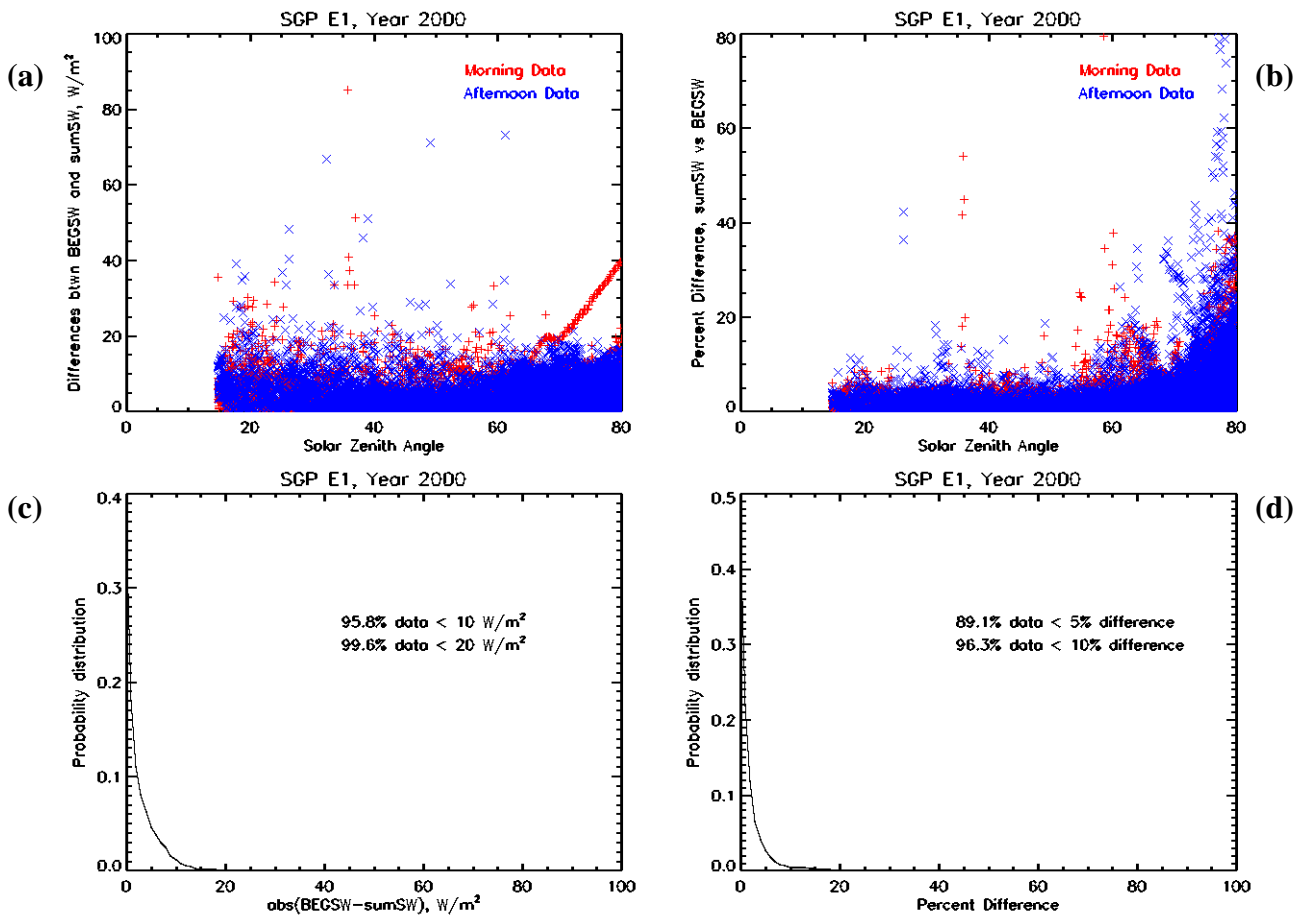 (a)
SGP E1, Year 2000
Differences btwn BEGSW and sumSW, W/m²
100
80
60
40
20
0
Morning Data
Afternoon Data
0 20 40 60 80
Solar Zenith Angle
(b)
SGP E1, Year 2000
Percent Difference, sumSW vs BEGSW
80
60
40
20
0
Morning Data
Afternoon Data
0 20 40 60 80
Solar Zenith Angle
(c)
SGP E1, Year 2000
Probability distribution
0.4
0.3
0.2
0.1
0.0
95.8% data < 10 W/m²
99.6% data < 20 W/m²
0 20 40 60 80 100
abs(BEGSW-sumSW), W/m²
(d)
SGP E1, Year 2000
Probability distribution
0.5
0.4
0.3
0.2
0.1
0.0
89.1% data < 5% difference
96.3% data < 10% difference
0 20 40 60 80 100
Percent Difference